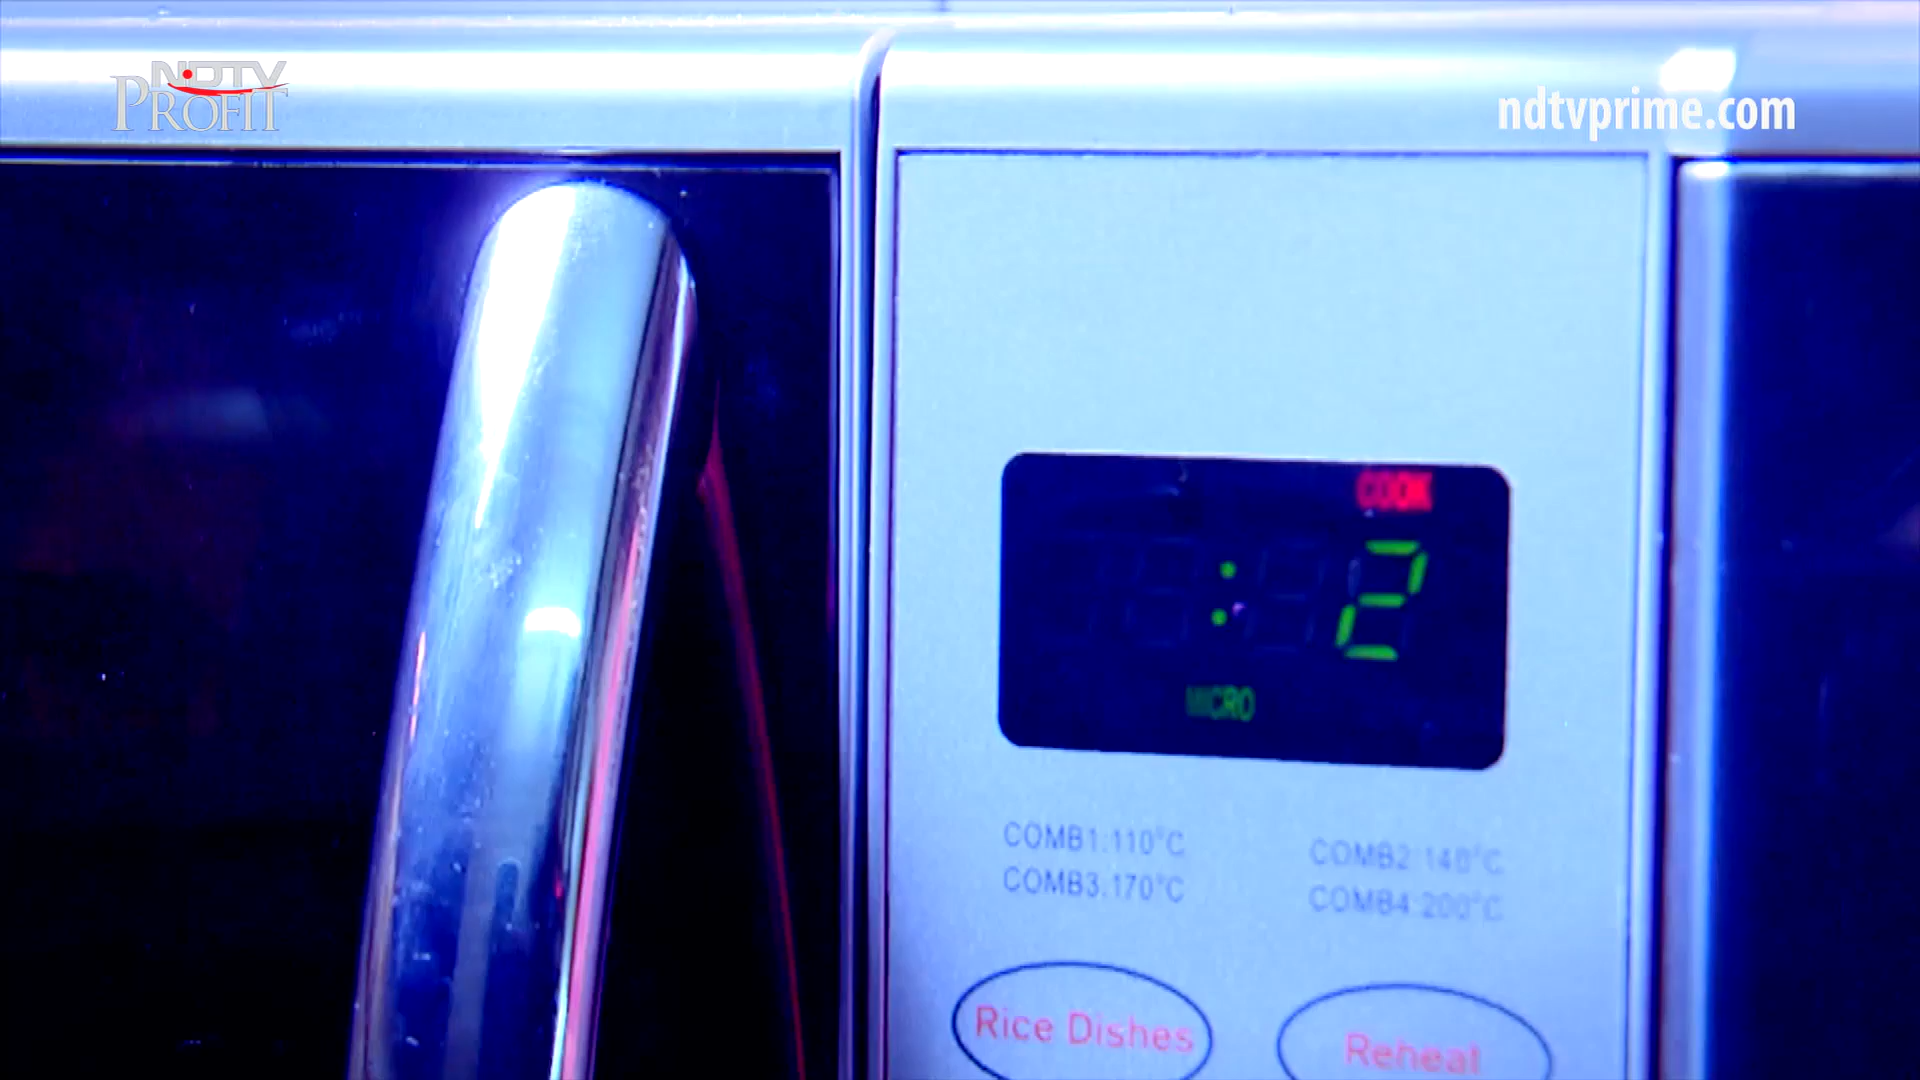 NDTV
PROFIT
ndtvprime.com
COOK
: 2
MICRO
COMB1:110°C
COMB2:140°C
COMB3:170°C
COMB4:200°C
Rice Dishes
Reheat